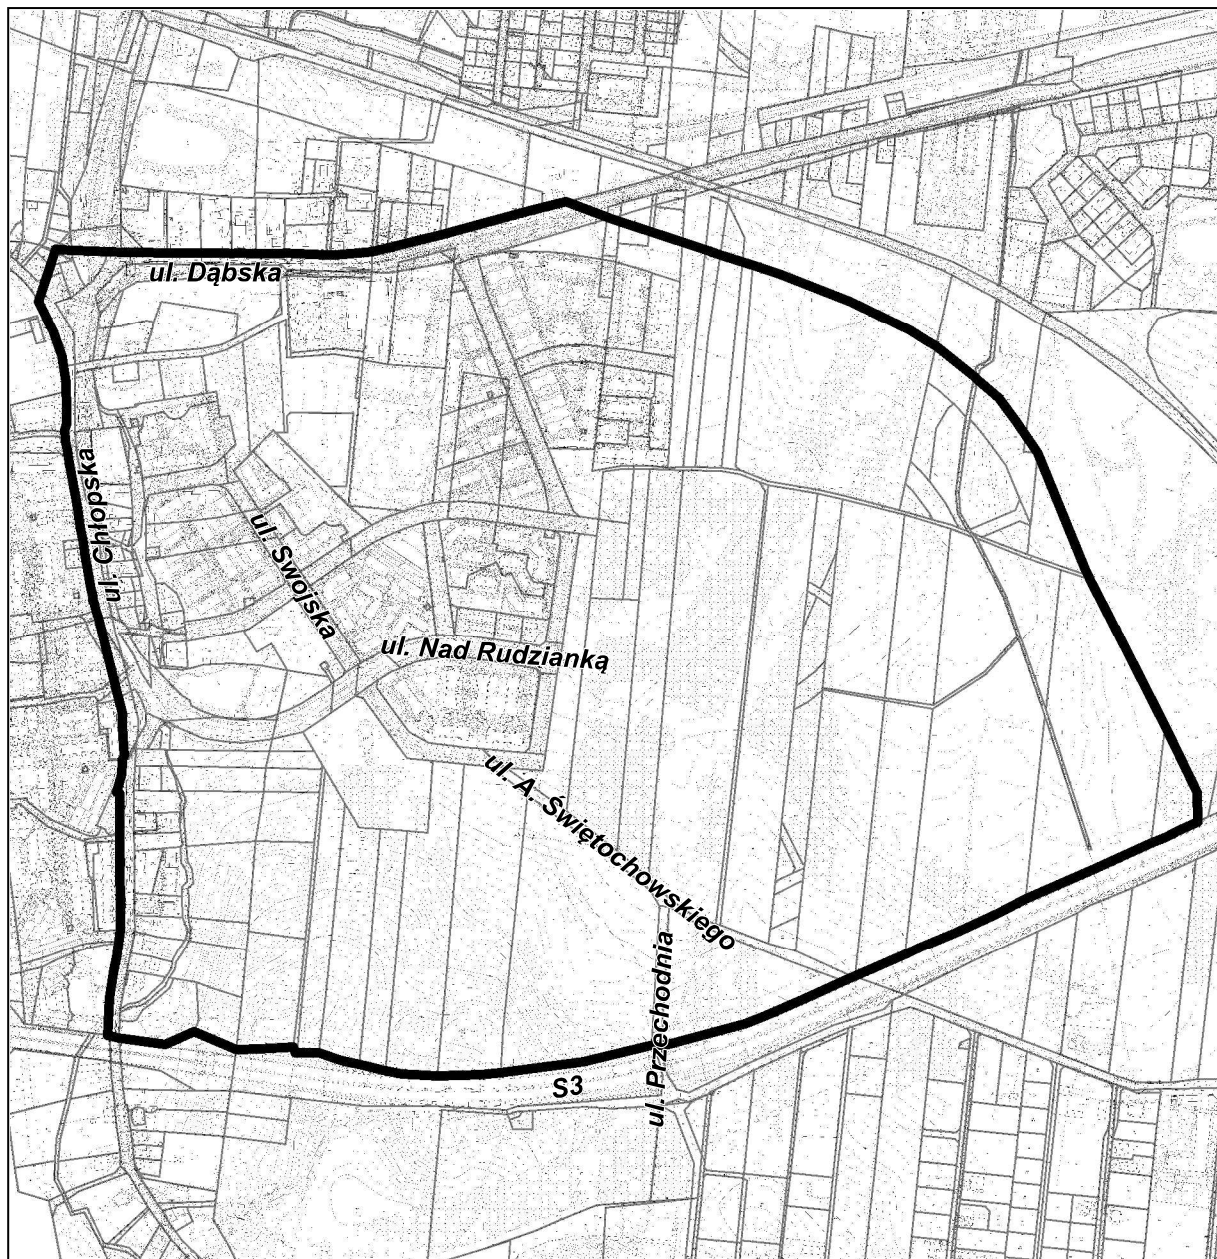 ul. Dąbska
ul. Chłopska
ul. Swojska
ul. Nad Rudzianką
ul. A. Świętochowskiego
ul. Przechodnia
S3